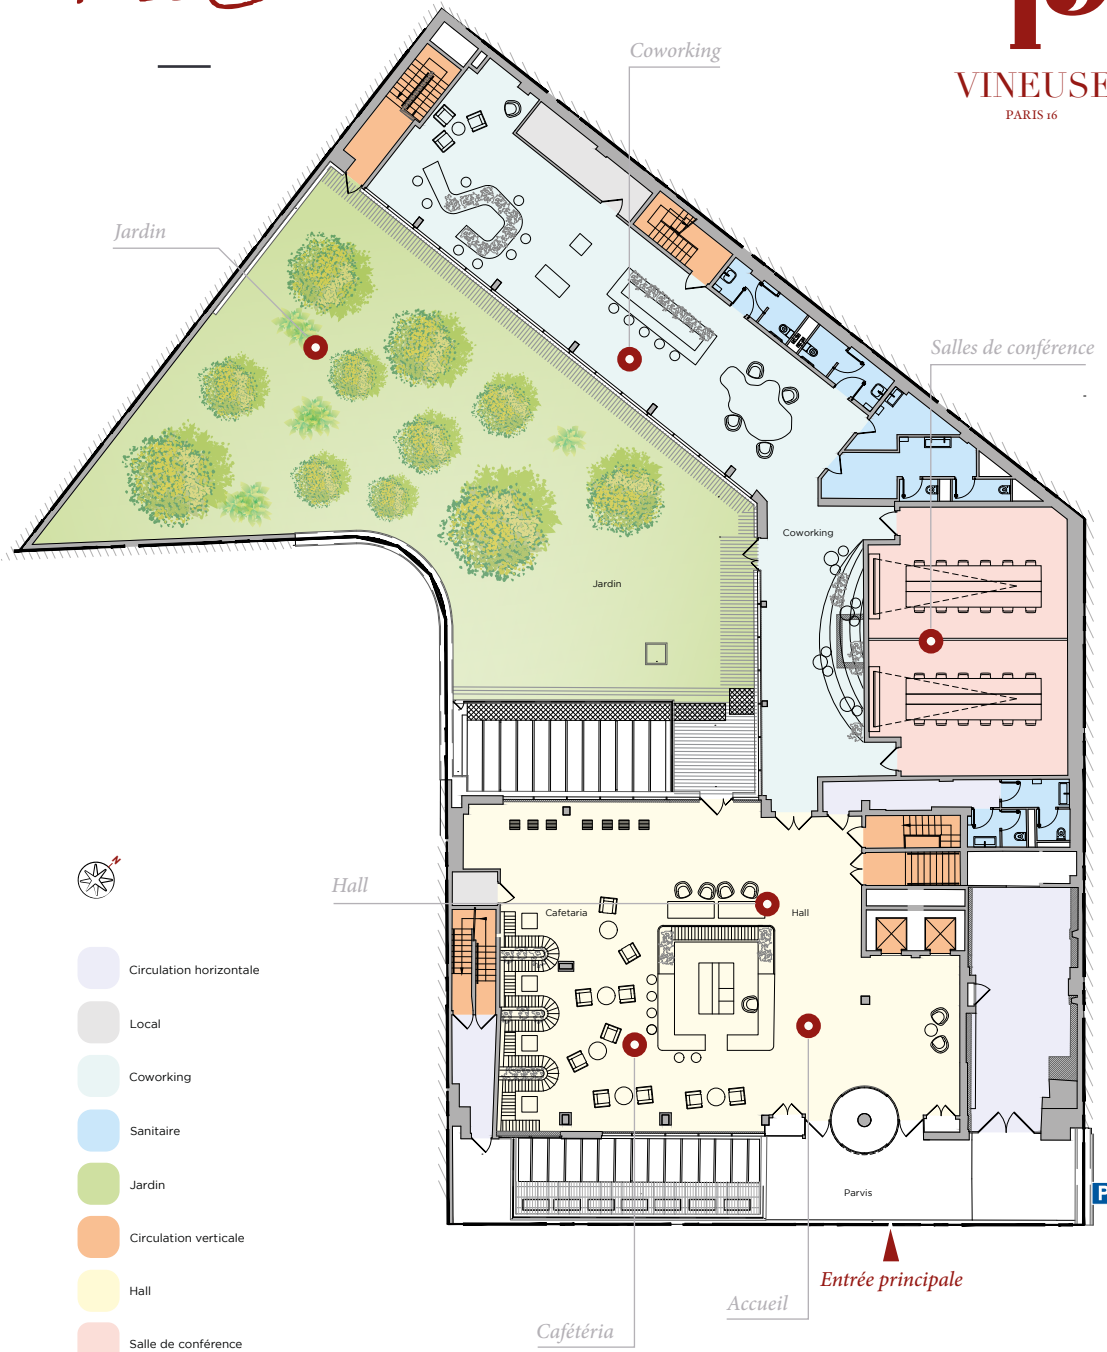 Coworking
VINEUSE
PARIS 16
Jardin
Salles de conférence
Coworking
Jardin
N
Hall
Cafetaria
Hall
Circulation horizontale
Local
Coworking
Sanitaire
Jardin
Circulation verticale
Hall
Salle de conférence
Parvis
P
Entrée principale
Accueil
Cafétéria